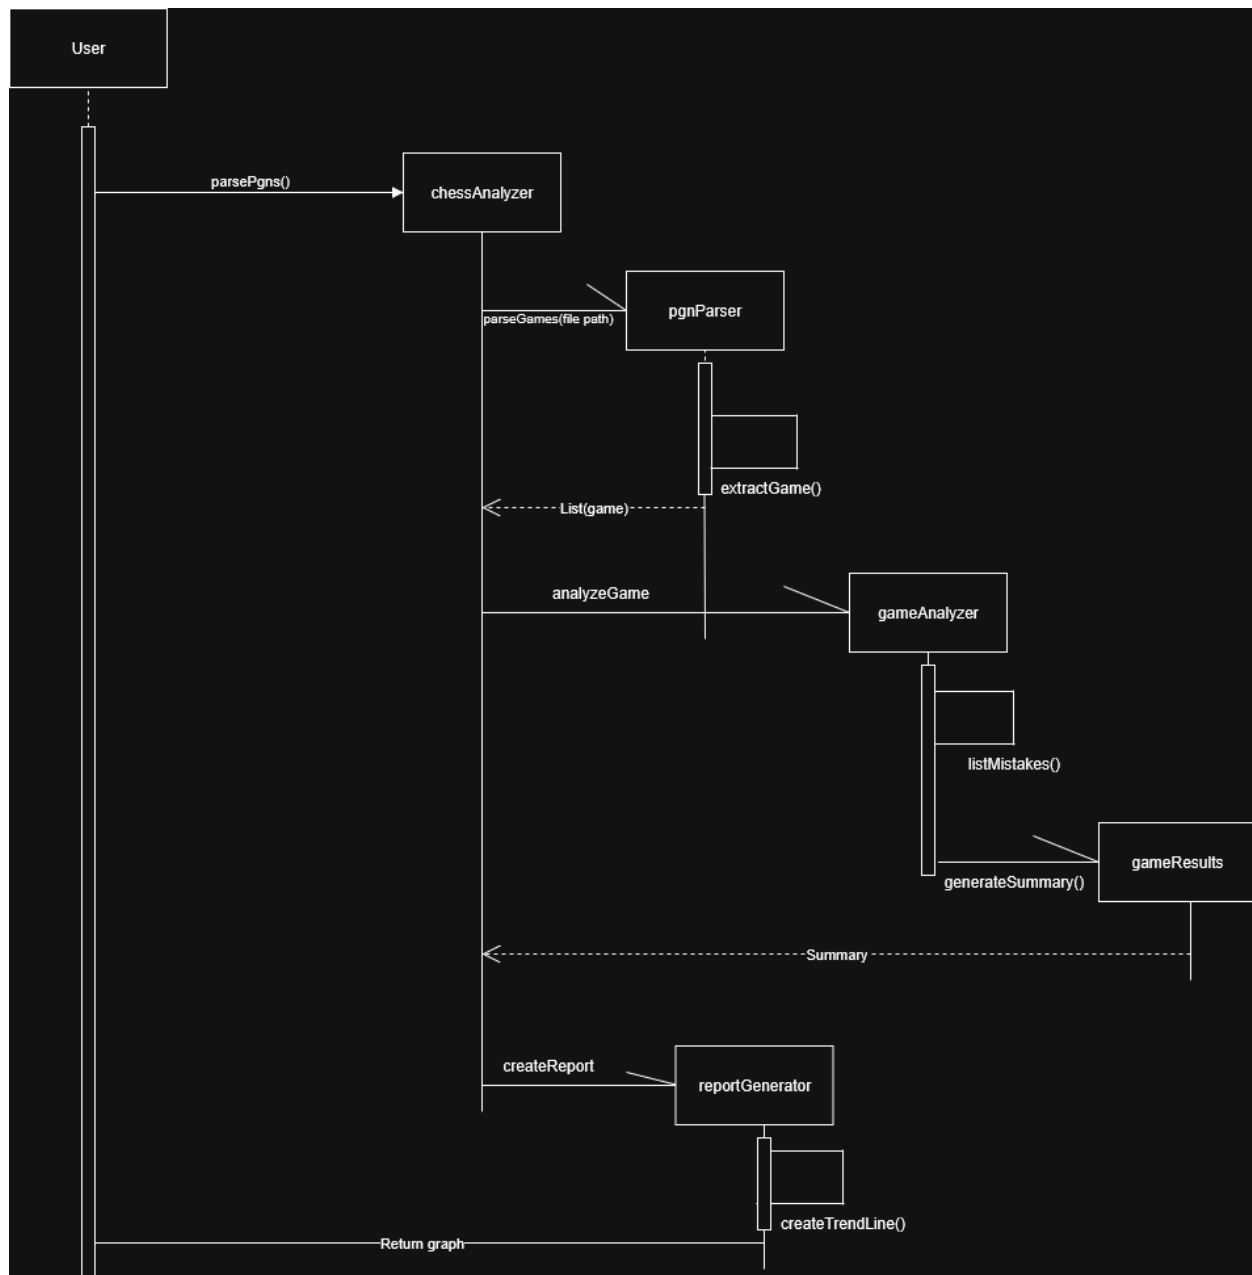 User
parsePgns()
chessAnalyzer
pgnParser
parseGames(file path)
extractGame()
List(game)
analyzeGame
gameAnalyzer
listMistakes()
gameResults
generateSummary()
Summary
createReport
reportGenerator
createTrendLine()
Return graph